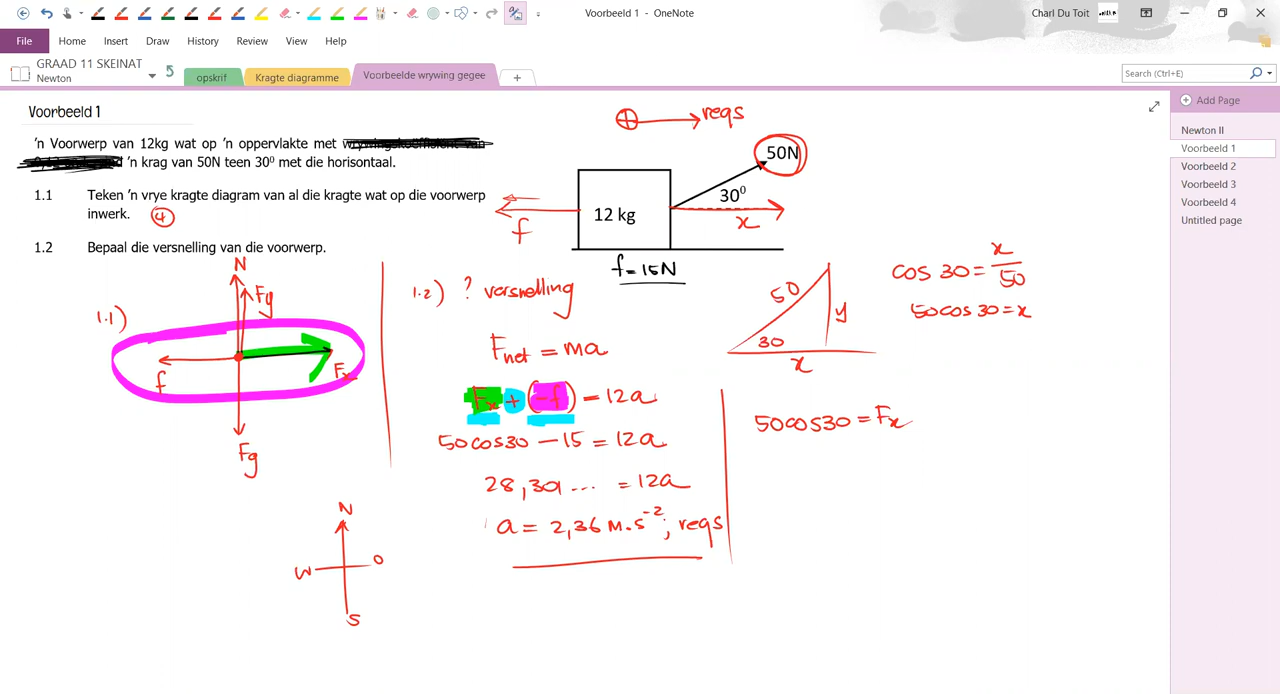 Voorbeeld 1 - OneNote
Charl Du Toit
File Home Insert Draw History Review View Help
GRAAD 11 SKEINAT
Newton
opskrif
Kragte diagramme
Voorbeelde wrywing gegee
+
Search (Ctrl+E)
Add Page
Newton II
Voorbeeld 1
Voorbeeld 2
Voorbeeld 3
Voorbeeld 4
Untitled page
Voorbeeld 1
'n Voorwerp van 12kg wat op 'n oppervlakte met
'n krag van 50N teen 30⁰ met die horisontaal.
1.1 Teken 'n vrye kragte diagram van al die kragte wat op die voorwerp
inwerk. 4
1.2 Bepaal die versnelling van die voorwerp.
+ regs
50N
30⁰
12 kg
f
x
f = 15N
1.1)
N
Fy
f
Fx
Fg
N
W O
S
1.2) ? versnelling
Fnet = ma
Fx + (-f) = 12a
50cos30 - 15 = 12a
28,301... = 12a
a = 2,36 m.s⁻²; regs
50
y
30
x
cos 30 = x/50
50cos30 = x
50cos30 = Fx